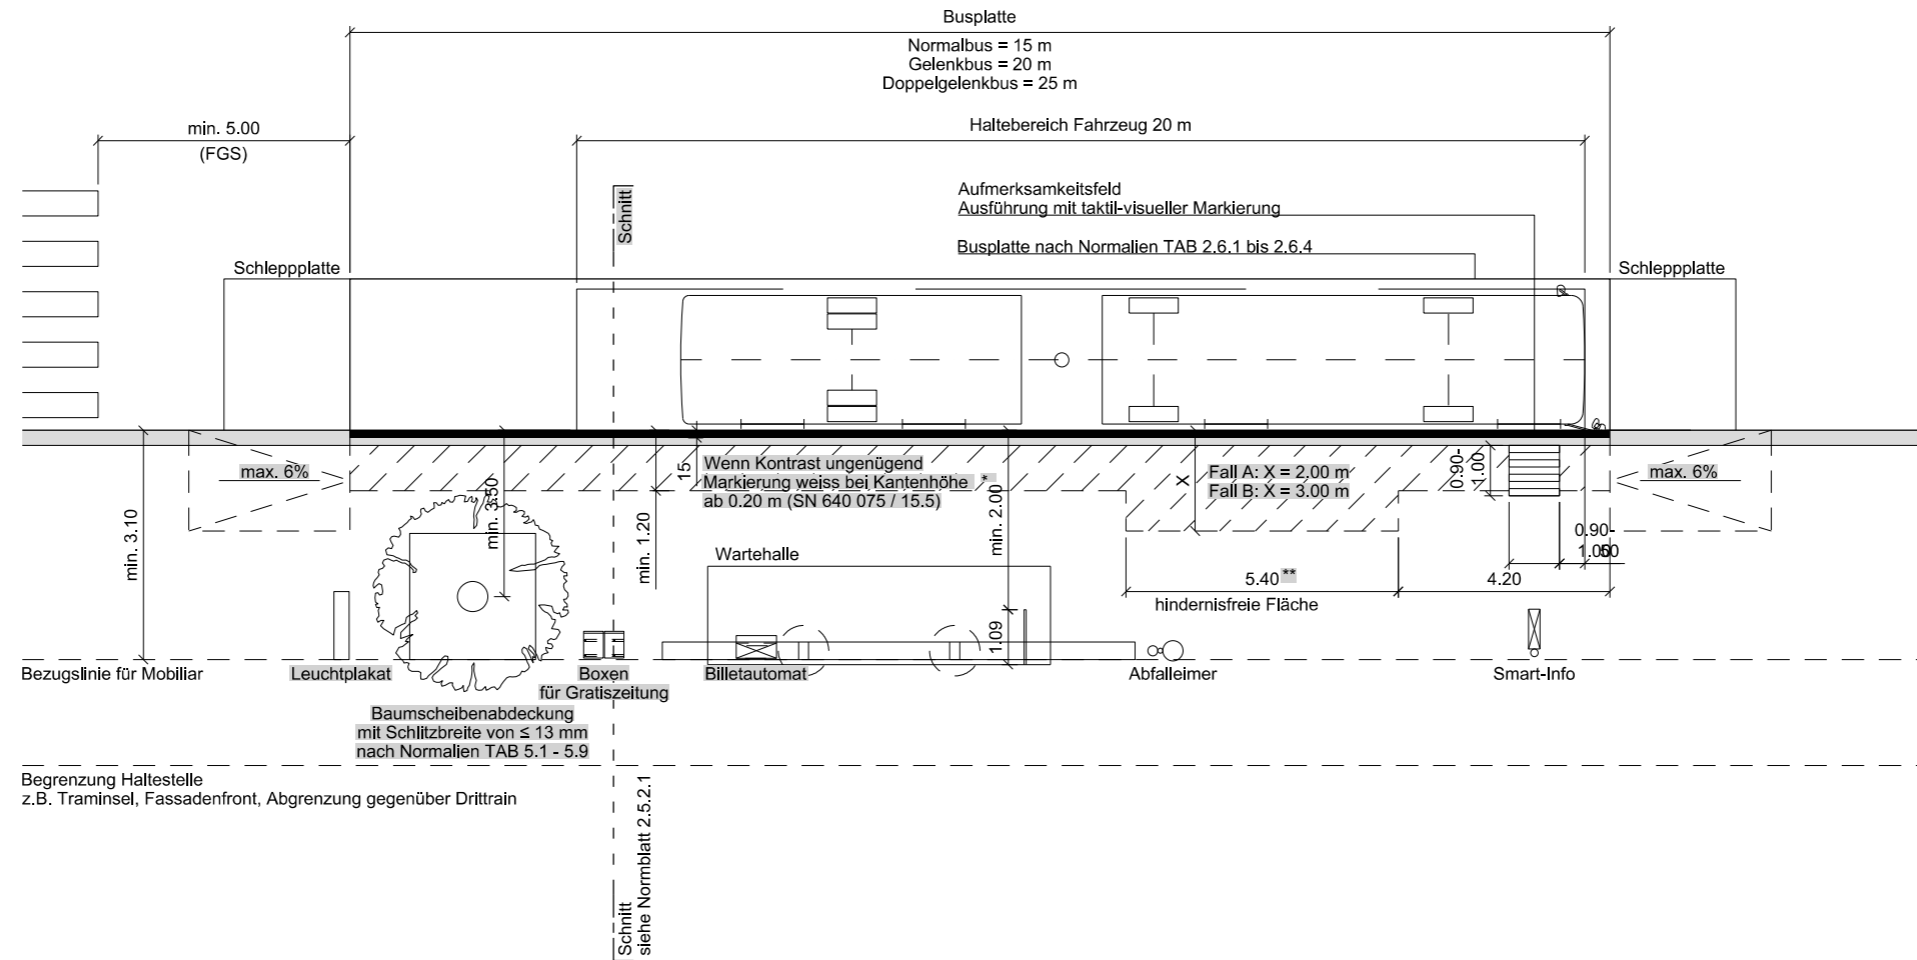 Busplatte
Normalbus = 15 m
Gelenkbus = 20 m
Doppelgelenkbus = 25 m
min. 5.00
(FGS)
Haltebereich Fahrzeug 20 m
Schnitt
Aufmerksamkeitsfeld
Ausführung mit taktil-visueller Markierung
Busplatte nach Normalien TAB 2.6.1 bis 2.6.4
Schleppplatte
Schleppplatte
max. 6%
min. 3.10
min. 3.50
min. 1.20
15
Wenn Kontrast ungenügend
Markierung weiss bei Kantenhöhe *
ab 0.20 m (SN 640 075 / 15.5)
min. 2.00
X
Fall A: X = 2.00 m
Fall B: X = 3.00 m
0.90-
1.00
max. 6%
0.90-
1.00
Wartehalle
1.09
5.40 **
hindernisfreie Fläche
4.20
Bezugslinie für Mobiliar
Leuchtplakat
Boxen
für Gratiszeitung
Billetautomat
Abfalleimer
Smart-Info
Baumscheibenabdeckung
mit Schlitzbreite von ≤ 13 mm
nach Normalien TAB 5.1 - 5.9
Begrenzung Haltestelle
z.B. Traminsel, Fassadenfront, Abgrenzung gegenüber Drittrain
Schnitt
siehe Normblatt 2.5.2.1